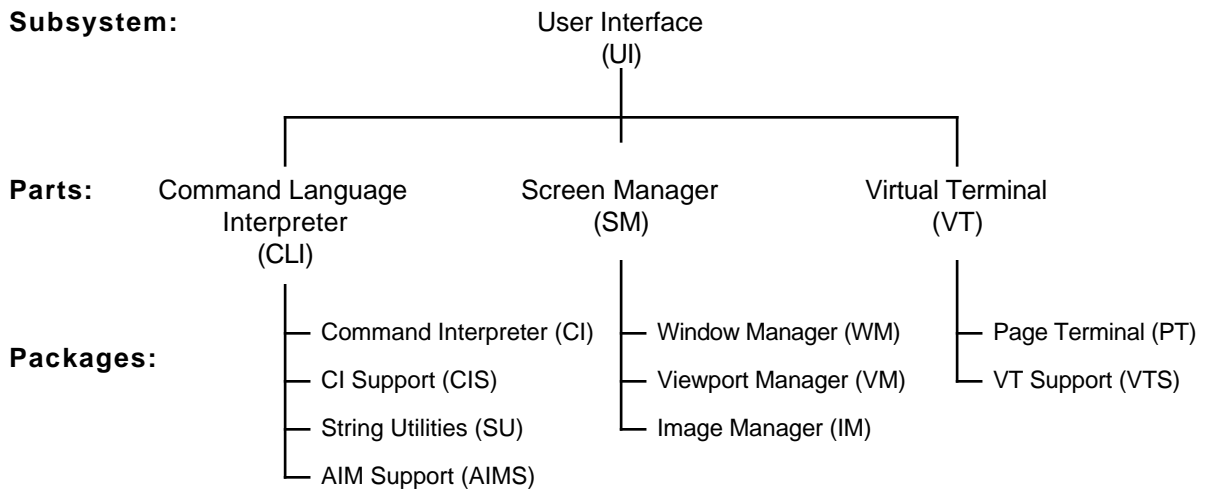 Subsystem:
User Interface
(UI)
Parts:
Command Language
Interpreter
(CLI)
Screen Manager
(SM)
Virtual Terminal
(VT)
Packages:
Command Interpreter (CI)
CI Support (CIS)
String Utilities (SU)
AIM Support (AIMS)
Window Manager (WM)
Viewport Manager (VM)
Image Manager (IM)
Page Terminal (PT)
VT Support (VTS)